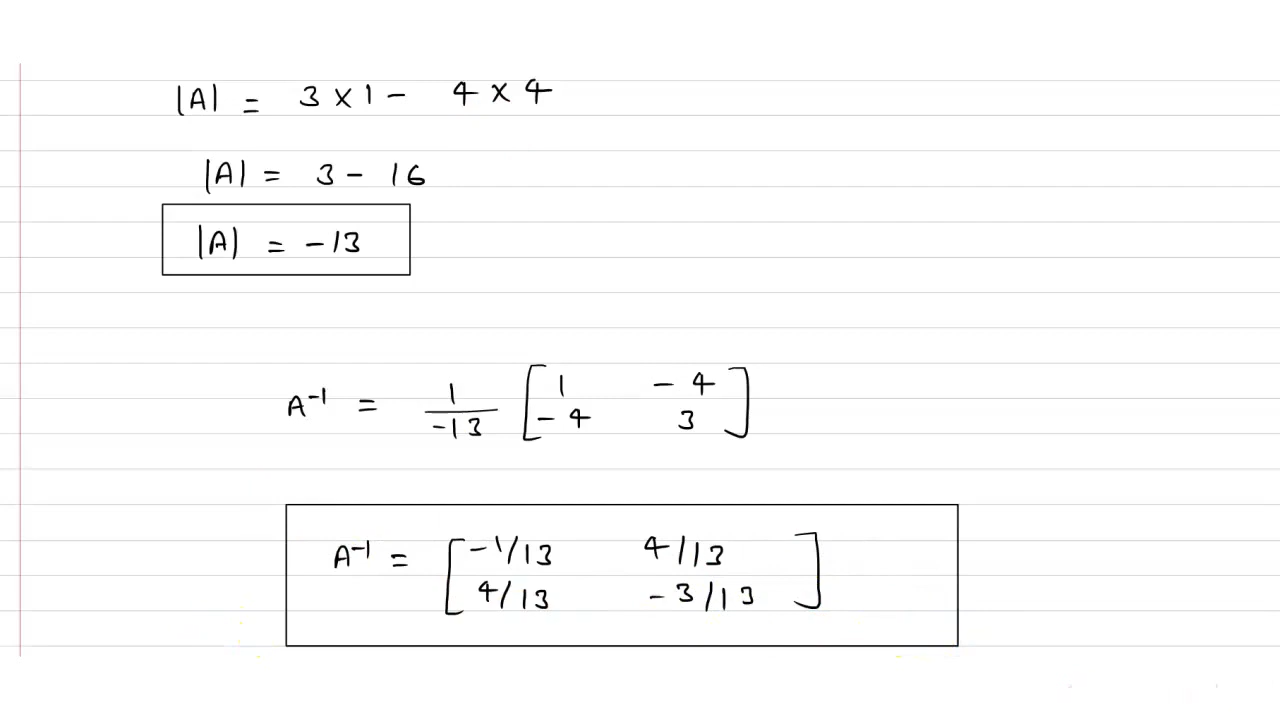 |A| = 3 × 1 - 4 × 4
|A| = 3 - 16
|A| = -13
A⁻¹ = 1/-13 [1 -4
-4 3]
A⁻¹ = [-1/13 4/13
4/13 -3/13]